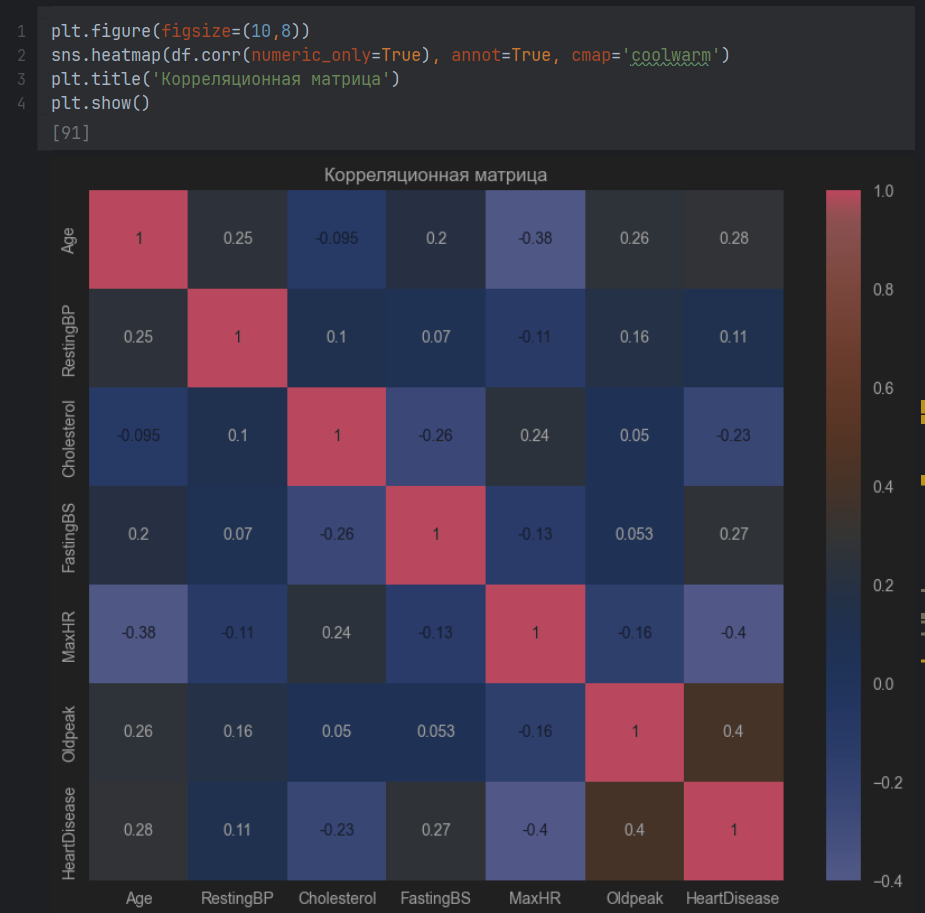 1 plt.figure(figsize=(10,8))
2 sns.heatmap(df.corr(numeric_only=True), annot=True, cmap='coolwarm')
3 plt.title('Корреляционная матрица')
4 plt.show()
[91]
Корреляционная матрица
Age 1 0.25 -0.095 0.2 -0.38 0.26 0.28
RestingBP 0.25 1 0.1 0.07 -0.11 0.16 0.11
Cholesterol -0.095 0.1 1 -0.26 0.24 0.05 -0.23
FastingBS 0.2 0.07 -0.26 1 -0.13 0.053 0.27
MaxHR -0.38 -0.11 0.24 -0.13 1 -0.16 -0.4
Oldpeak 0.26 0.16 0.05 0.053 -0.16 1 0.4
HeartDisease 0.28 0.11 -0.23 0.27 -0.4 0.4 1
Age RestingBP Cholesterol FastingBS MaxHR Oldpeak HeartDisease
1.0
0.8
0.6
0.4
0.2
0.0
−0.2
−0.4